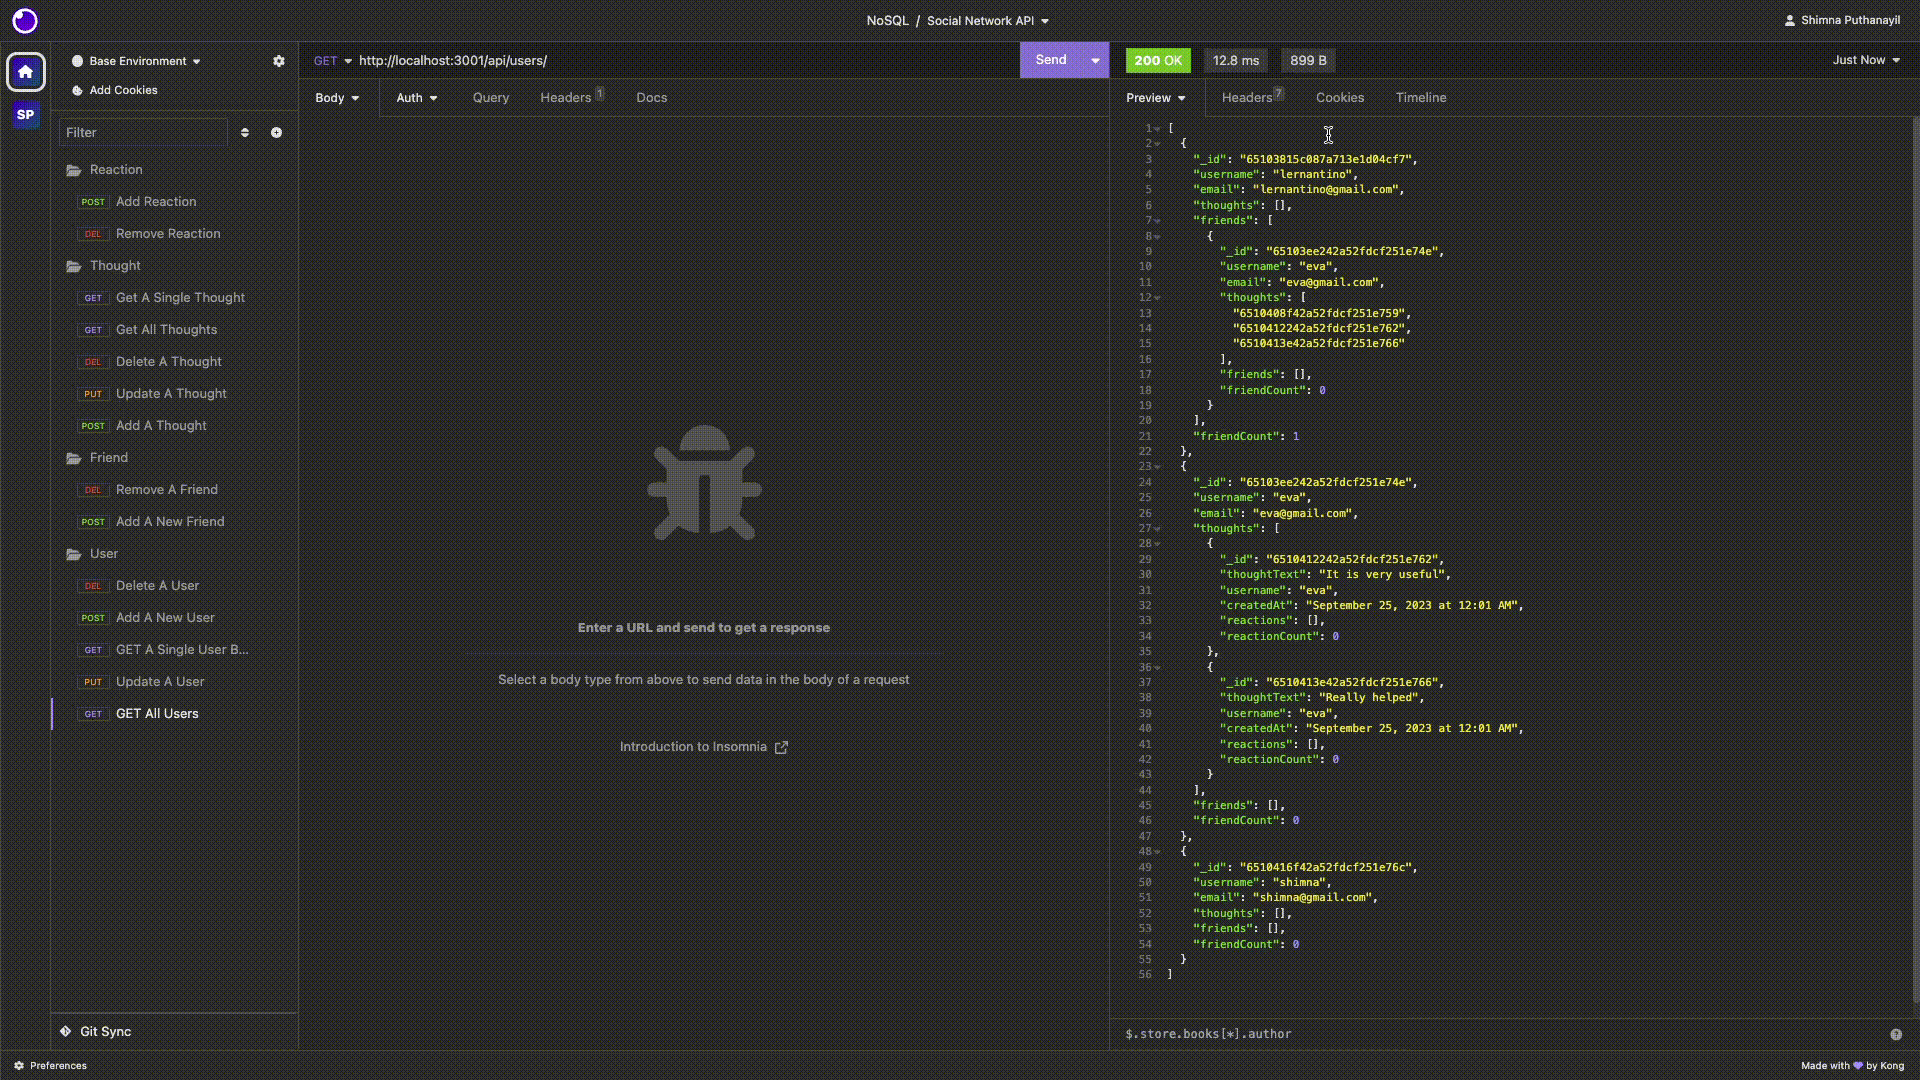 NoSQL / Social Network API
Shimna Puthanayil
Base Environment
Add Cookies
SP
Filter
Reaction
POST Add Reaction
DEL Remove Reaction
Thought
GET Get A Single Thought
GET Get All Thoughts
DEL Delete A Thought
PUT Update A Thought
POST Add A Thought
Friend
DEL Remove A Friend
POST Add A New Friend
User
DEL Delete A User
POST Add A New User
GET GET A Single User B...
PUT Update A User
GET GET All Users
Git Sync
Preferences
GET http://localhost:3001/api/users/
Send
Body Auth Query Headers 1 Docs
Enter a URL and send to get a response
Select a body type from above to send data in the body of a request
Introduction to Insomnia
200 OK 12.8 ms 899 B Just Now
Preview Headers 7 Cookies Timeline
1 [
2 {
3 "_id": "65103815c087a713e1d04cf7",
4 "username": "lernantino",
5 "email": "lernantino@gmail.com",
6 "thoughts": [],
7 "friends": [
8 {
9 "_id": "65103ee242a52fdcf251e74e",
10 "username": "eva",
11 "email": "eva@gmail.com",
12 "thoughts": [
13 "6510408f42a52fdcf251e759",
14 "6510412242a52fdcf251e762",
15 "6510413e42a52fdcf251e766"
16 ],
17 "friends": [],
18 "friendCount": 0
19 }
20 ],
21 "friendCount": 1
22 },
23 {
24 "_id": "65103ee242a52fdcf251e74e",
25 "username": "eva",
26 "email": "eva@gmail.com",
27 "thoughts": [
28 {
29 "_id": "6510412242a52fdcf251e762",
30 "thoughtText": "It is very useful",
31 "username": "eva",
32 "createdAt": "September 25, 2023 at 12:01 AM",
33 "reactions": [],
34 "reactionCount": 0
35 },
36 {
37 "_id": "6510413e42a52fdcf251e766",
38 "thoughtText": "Really helped",
39 "username": "eva",
40 "createdAt": "September 25, 2023 at 12:01 AM",
41 "reactions": [],
42 "reactionCount": 0
43 }
44 ],
45 "friends": [],
46 "friendCount": 0
47 },
48 {
49 "_id": "6510416f42a52fdcf251e76c",
50 "username": "shimna",
51 "email": "shimna@gmail.com",
52 "thoughts": [],
53 "friends": [],
54 "friendCount": 0
55 }
56 ]
$.store.books[*].author
Made with by Kong